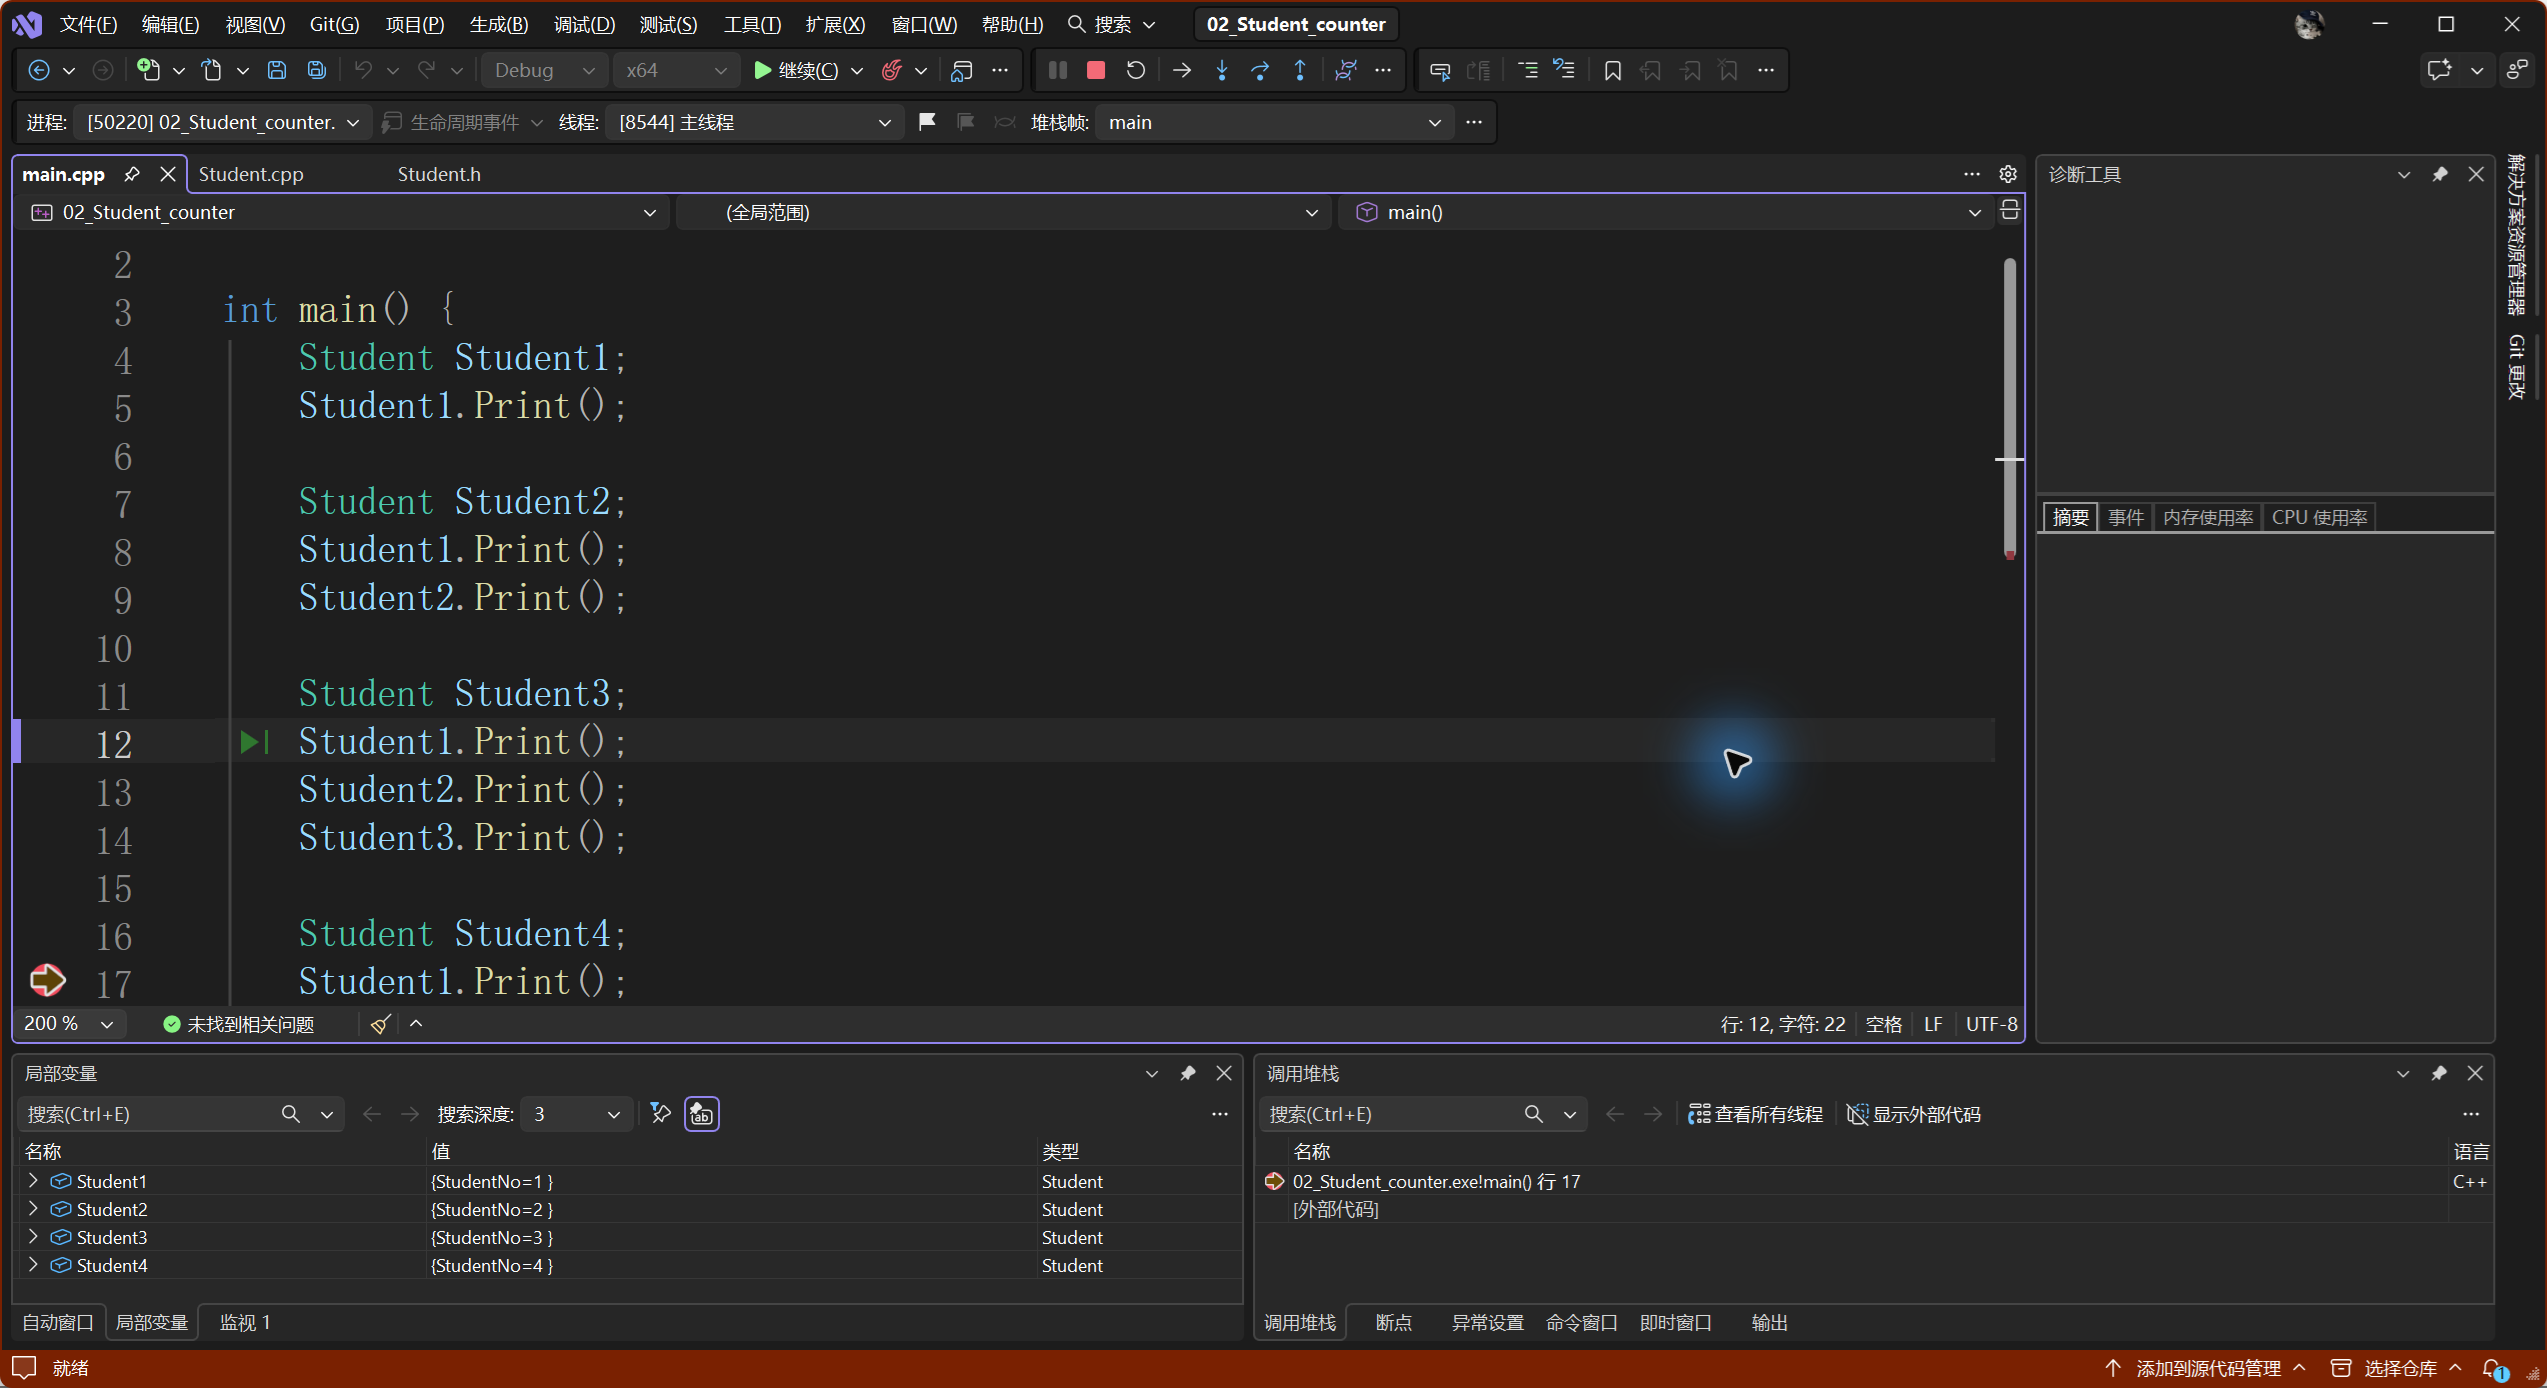 文件(F) 编辑(E) 视图(V) Git(G) 项目(P) 生成(B) 调试(D) 测试(S) 工具(T) 扩展(X) 窗口(W) 帮助(H) 搜索 02_Student_counter
Debug x64 继续(C)
进程: [50220] 02_Student_counter. 生命周期事件 线程: [8544] 主线程 堆栈帧: main
main.cpp Student.cpp Student.h
02_Student_counter (全局范围) main()
2
3 int main() {
4 Student Student1;
5 Student1.Print();
6
7 Student Student2;
8 Student1.Print();
9 Student2.Print();
10
11 Student Student3;
12 Student1.Print();
13 Student2.Print();
14 Student3.Print();
15
16 Student Student4;
17 Student1.Print();
200 % 未找到相关问题 行: 12, 字符: 22 空格 LF UTF-8
诊断工具
摘要 事件 内存使用率 CPU 使用率
解决方案资源管理器
Git 更改
局部变量
搜索(Ctrl+E) 搜索深度: 3
名称 值 类型
Student1 {StudentNo=1 } Student
Student2 {StudentNo=2 } Student
Student3 {StudentNo=3 } Student
Student4 {StudentNo=4 } Student
自动窗口 局部变量 监视 1
调用堆栈
搜索(Ctrl+E) 查看所有线程 显示外部代码
名称 语言
02_Student_counter.exe!main() 行 17 C++
[外部代码]
调用堆栈 断点 异常设置 命令窗口 即时窗口 输出
就绪 添加到源代码管理 选择仓库 1